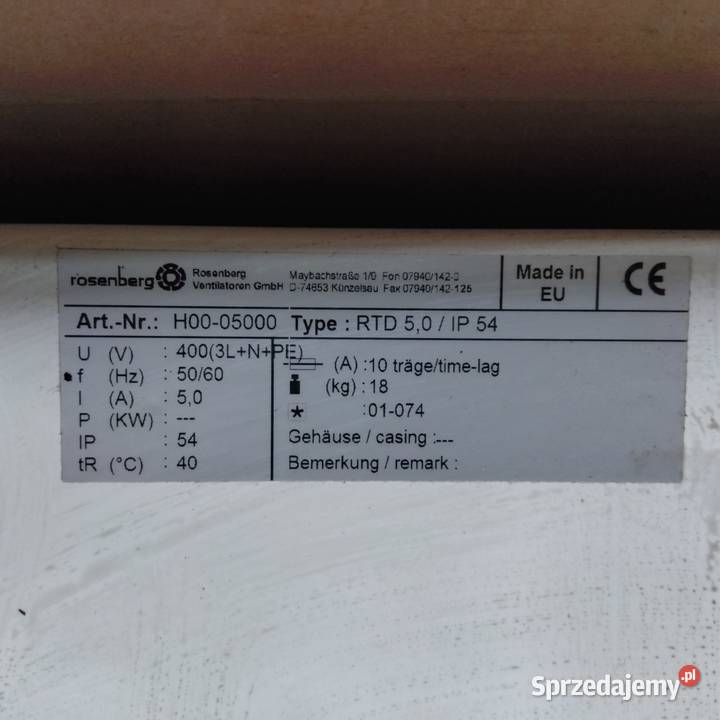 rosenberg
Rosenberg
Ventilatoren GmbH
Maybachstraße 1/9 Fon 07940/142-0
D-74653 Künzelsau Fax 07940/142-125
Made in
EU
CE
Art.-Nr.: H00-05000 Type : RTD 5,0 / IP 54
U (V) : 400(3L+N+PE)
f (Hz) : 50/60
I (A) : 5,0
P (KW) : ---
IP : 54
tR (°C) : 40
(A) :10 träge/time-lag
(kg) :18
* :01-074
Gehäuse / casing :---
Bemerkung / remark :
Sprzedajemy.pl